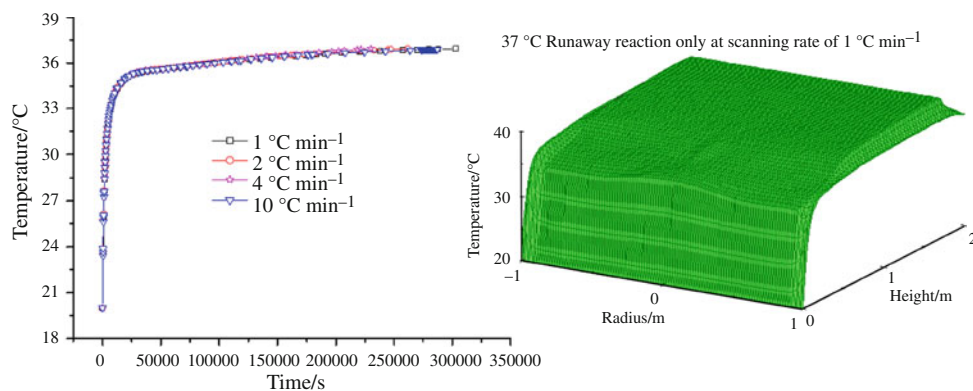 39
36
33
30
27
24
21
18
Temperature/°C
1 °C min⁻¹
2 °C min⁻¹
4 °C min⁻¹
10 °C min⁻¹
0 50000 100000 150000 200000 250000 300000 350000
Time/s
37 °C Runaway reaction only at scanning rate of 1 °C min⁻¹
40
30
20
Temperature/°C
−1
0
1
Radius/m
0
1
2
Height/m